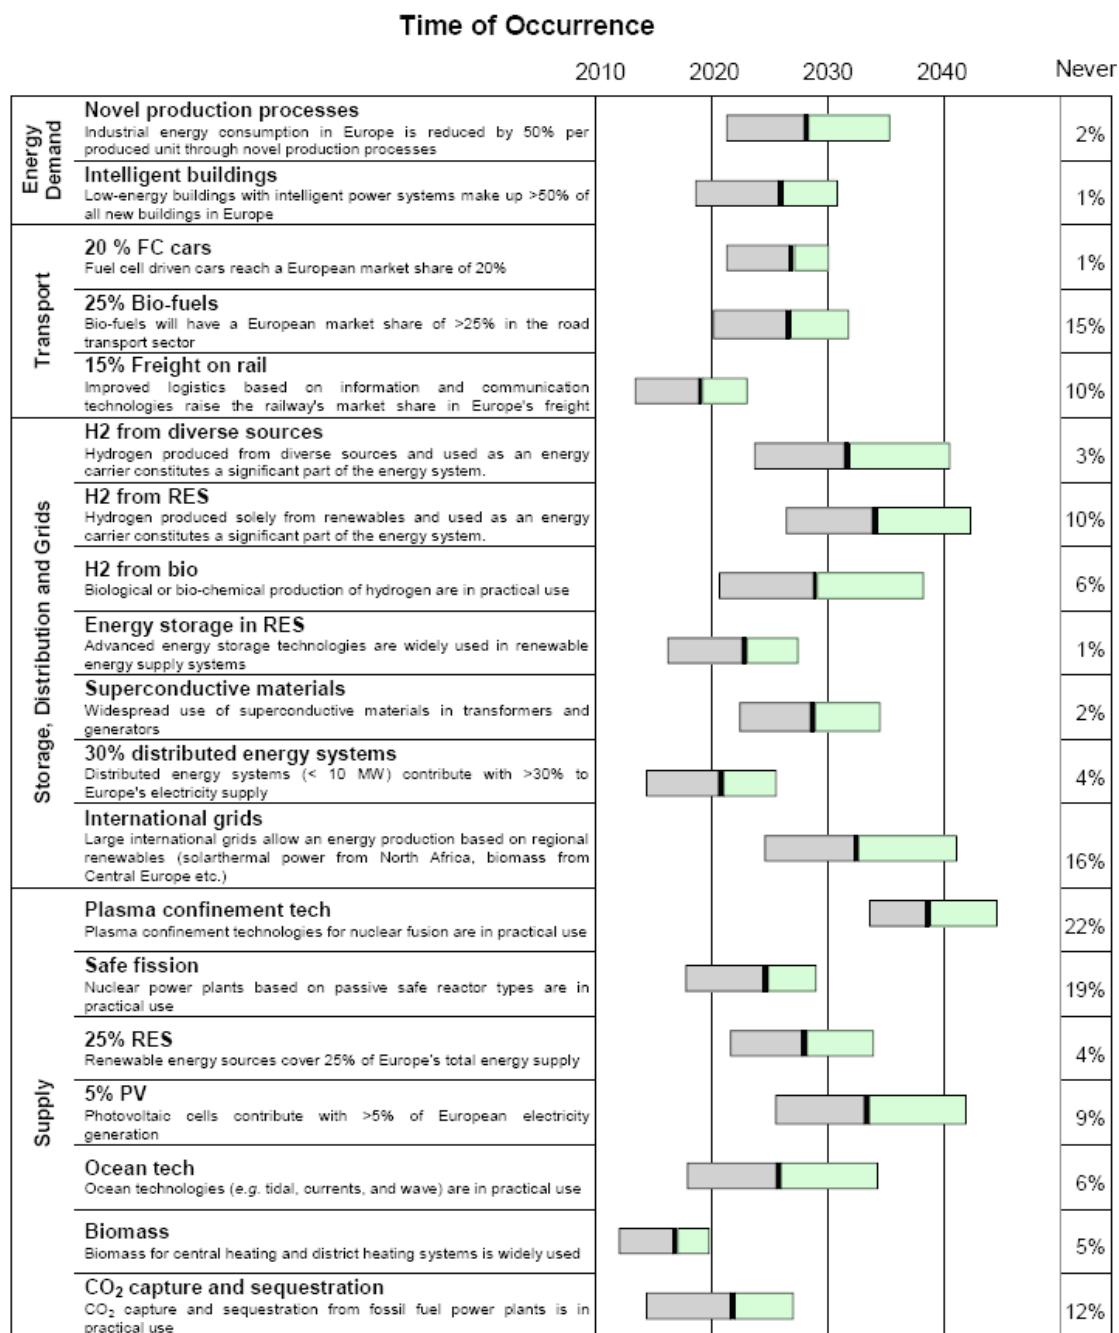 Time of Occurrence
2010 2020 2030 2040 Never
Energy
Demand
Novel production processes
Industrial energy consumption in Europe is reduced by 50% per
produced unit through novel production processes
2%
Intelligent buildings
Low-energy buildings with intelligent power systems make up >50% of
all new buildings in Europe
1%
Transport
20 % FC cars
Fuel cell driven cars reach a European market share of 20%
1%
25% Bio-fuels
Bio-fuels will have a European market share of >25% in the road
transport sector
15%
15% Freight on rail
Improved logistics based on information and communication
technologies raise the railway's market share in Europe's freight
10%
Storage, Distribution and Grids
H2 from diverse sources
Hydrogen produced from diverse sources and used as an energy
carrier constitutes a significant part of the energy system.
3%
H2 from RES
Hydrogen produced solely from renewables and used as an energy
carrier constitutes a significant part of the energy system.
10%
H2 from bio
Biological or bio-chemical production of hydrogen are in practical use
6%
Energy storage in RES
Advanced energy storage technologies are widely used in renewable
energy supply systems
1%
Superconductive materials
Widespread use of superconductive materials in transformers and
generators
2%
30% distributed energy systems
Distributed energy systems (< 10 MW) contribute with >30% to
Europe's electricity supply
4%
International grids
Large international grids allow an energy production based on regional
renewables (solarthermal power from North Africa, biomass from
Central Europe etc.)
16%
Supply
Plasma confinement tech
Plasma confinement technologies for nuclear fusion are in practical use
22%
Safe fission
Nuclear power plants based on passive safe reactor types are in
practical use
19%
25% RES
Renewable energy sources cover 25% of Europe's total energy supply
4%
5% PV
Photovoltaic cells contribute with >5% of European electricity
generation
9%
Ocean tech
Ocean technologies (e.g. tidal, currents, and wave) are in practical use
6%
Biomass
Biomass for central heating and district heating systems is widely used
5%
CO₂ capture and sequestration
CO₂ capture and sequestration from fossil fuel power plants is in
practical use
12%